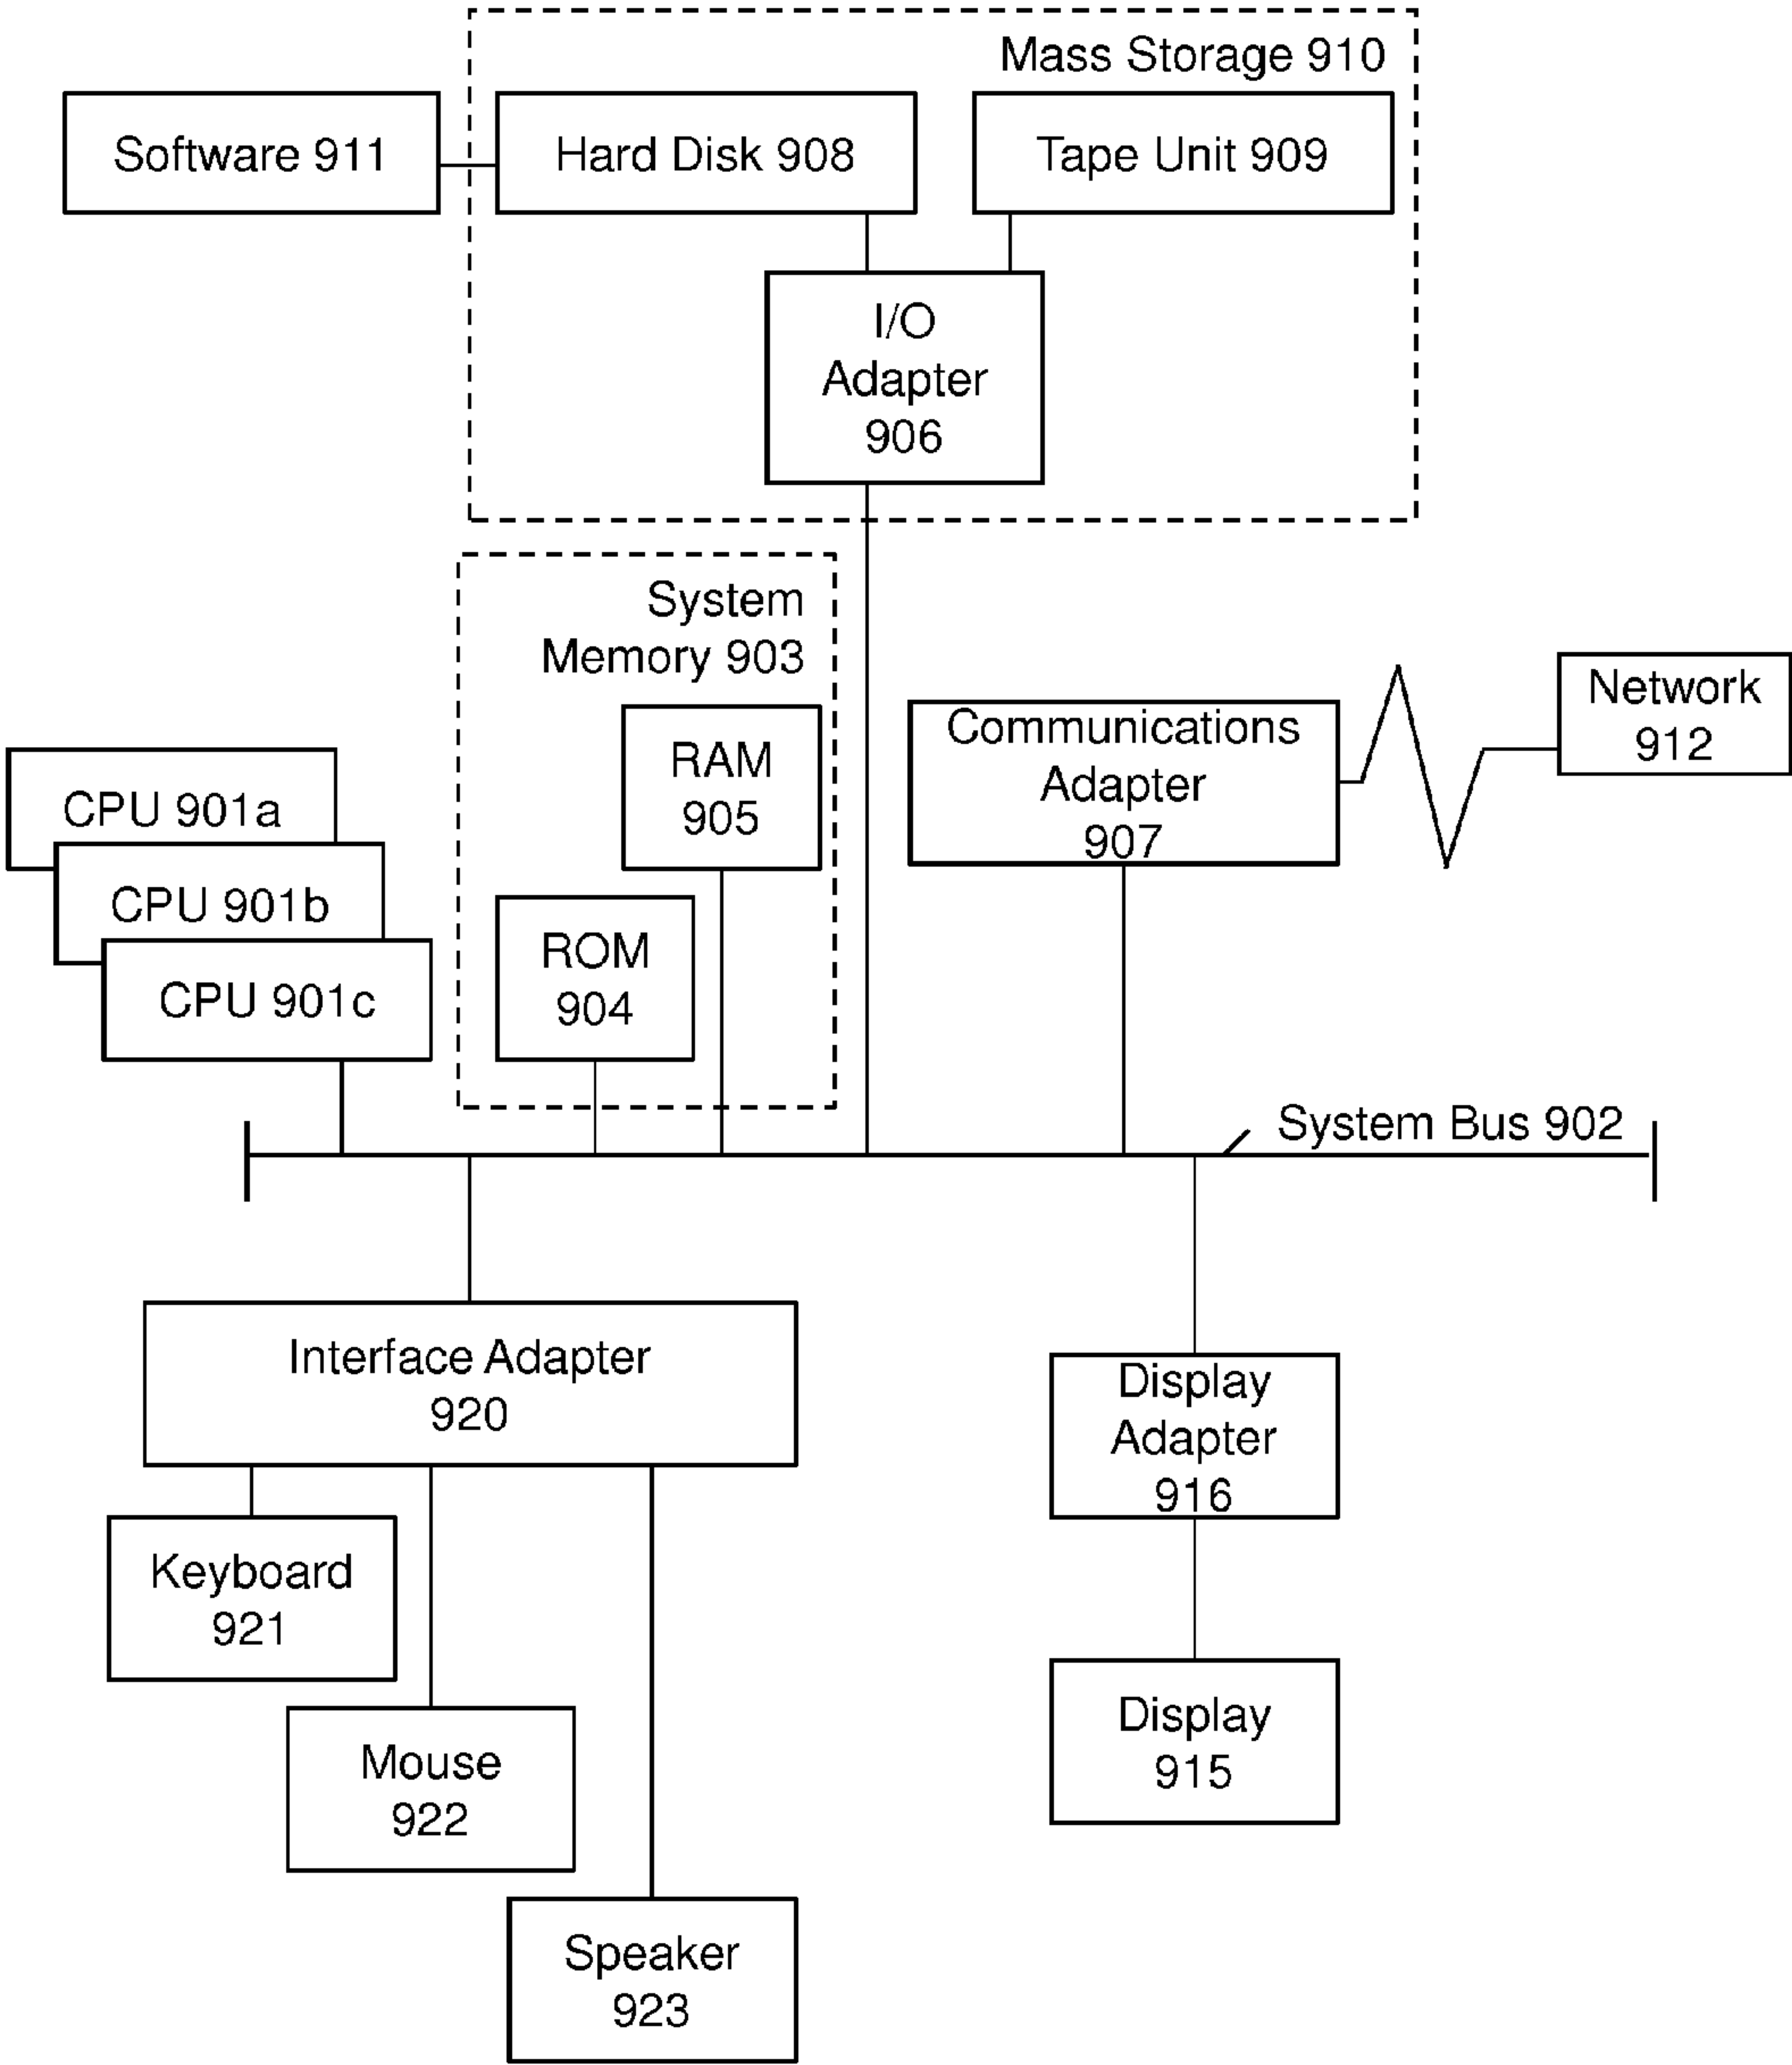 Mass Storage 910
Software 911
Hard Disk 908
Tape Unit 909
I/O
Adapter
906
System
Memory 903
RAM
905
ROM
904
Communications
Adapter
907
Network
912
CPU 901a
CPU 901b
CPU 901c
System Bus 902
Interface Adapter
920
Display
Adapter
916
Keyboard
921
Mouse
922
Speaker
923
Display
915